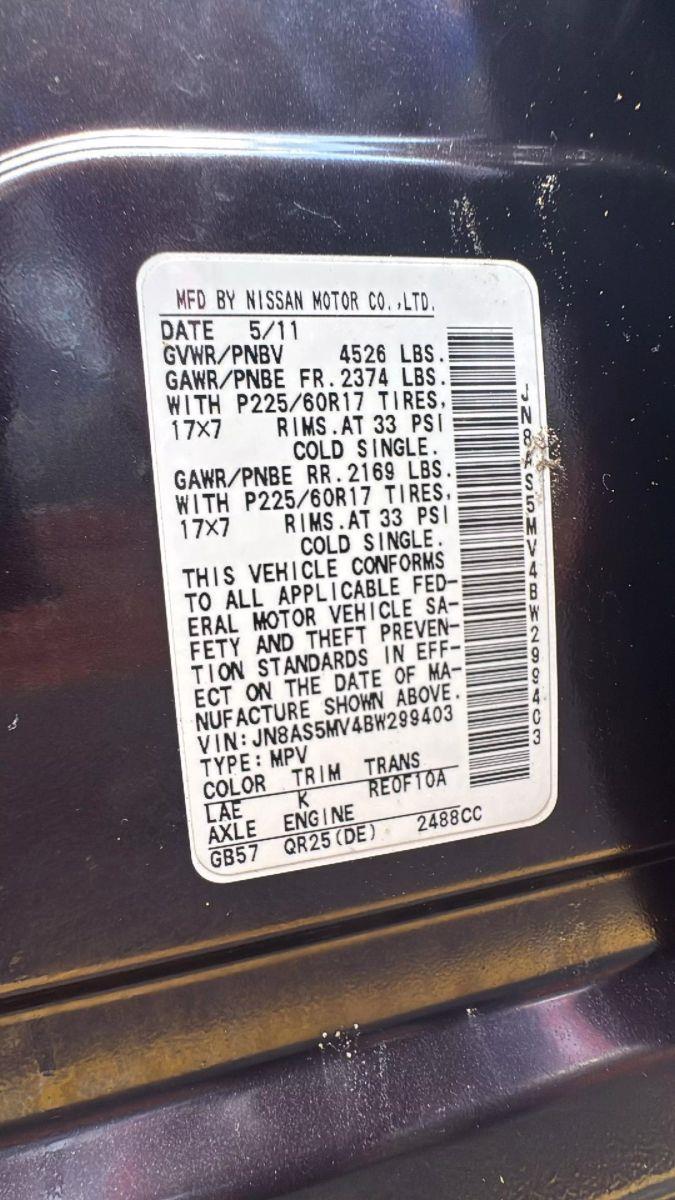 MFD BY NISSAN MOTOR CO.,LTD.
DATE 5/11
GVWR/PNBV 4526 LBS.
GAWR/PNBE FR.2374 LBS.
WITH P225/60R17 TIRES,
17×7 RIMS.AT 33 PSI
COLD SINGLE.
GAWR/PNBE RR.2169 LBS.
WITH P225/60R17 TIRES,
17×7 RIMS.AT 33 PSI
COLD SINGLE.
THIS VEHICLE CONFORMS
TO ALL APPLICABLE FED-
ERAL MOTOR VEHICLE SA-
FETY AND THEFT PREVEN-
TION STANDARDS IN EFF-
ECT ON THE DATE OF MA-
NUFACTURE SHOWN ABOVE.
VIN:JN8AS5MV4BW299403
TYPE:MPV
COLOR TRIM TRANS
LAE K RE0F10A
AXLE ENGINE
GB57 QR25(DE) 2488CC
JN8AS5MV4BW299403